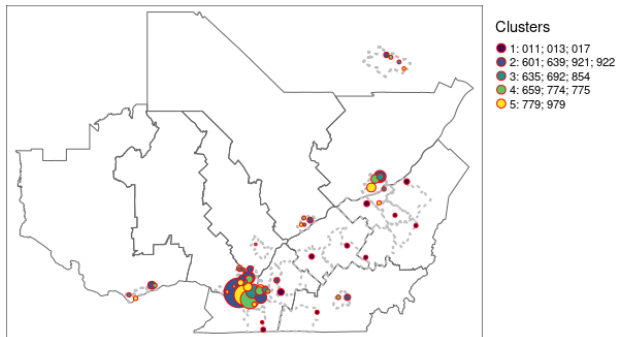 Clusters
1: 011; 013; 017
2: 601; 639; 921; 922
3: 635; 692; 854
4: 659; 774; 775
5: 779; 979